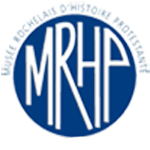 MUSÉE ROCHELAIS D'HISTOIRE PROTESTANTE
MRHP